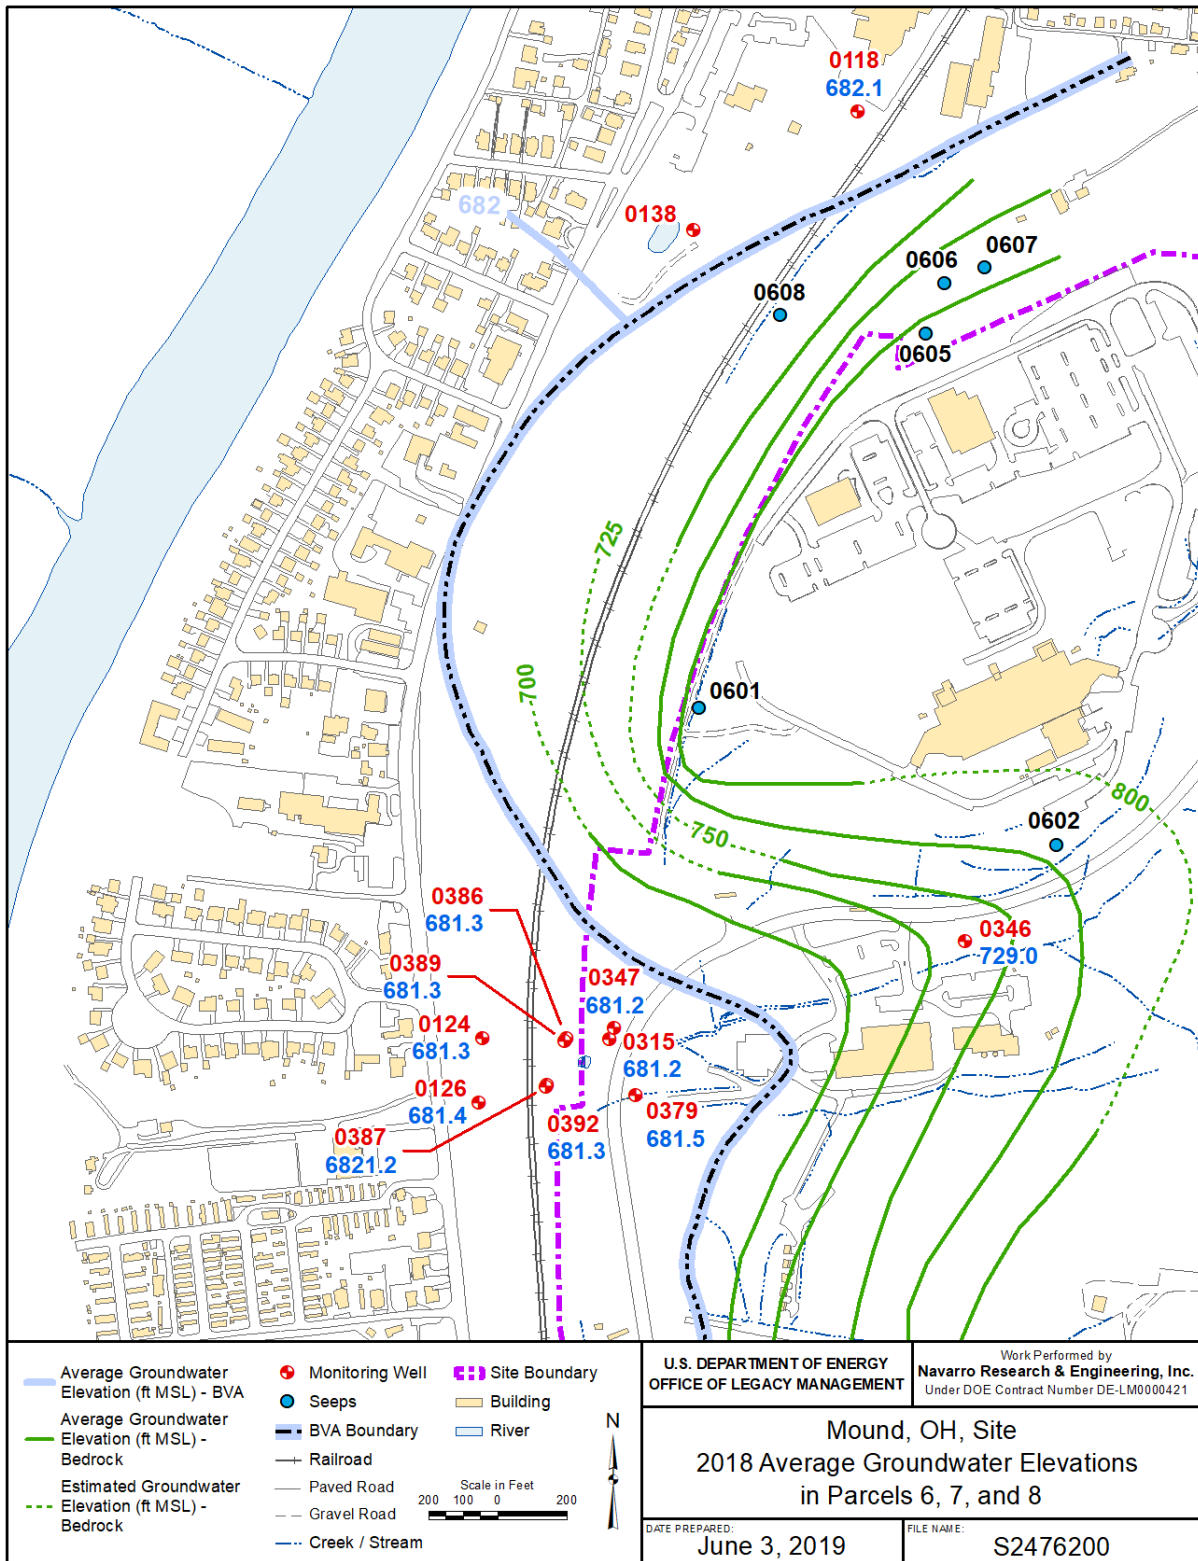 0118
682.1
682
0138
0607
0606
0608
0605
725
700
0601
800
750
0602
0386
681.3
0346
729.0
0389
681.3
0347
681.2
0124
681.3
0315
681.2
0126
681.4
0387
6821.2
0392
681.3
0379
681.5
Average Groundwater
Elevation (ft MSL) - BVA
Average Groundwater
Elevation (ft MSL) -
Bedrock
Estimated Groundwater
Elevation (ft MSL) -
Bedrock
Monitoring Well
Seeps
BVA Boundary
Railroad
Paved Road
Gravel Road
Creek / Stream
Site Boundary
Building
River
Scale in Feet
200 100 0 200
N
U.S. DEPARTMENT OF ENERGY
OFFICE OF LEGACY MANAGEMENT
Work Performed by
Navarro Research & Engineering, Inc.
Under DOE Contract Number DE-LM0000421
Mound, OH, Site
2018 Average Groundwater Elevations
in Parcels 6, 7, and 8
DATE PREPARED:
June 3, 2019
FILE NAME:
S2476200